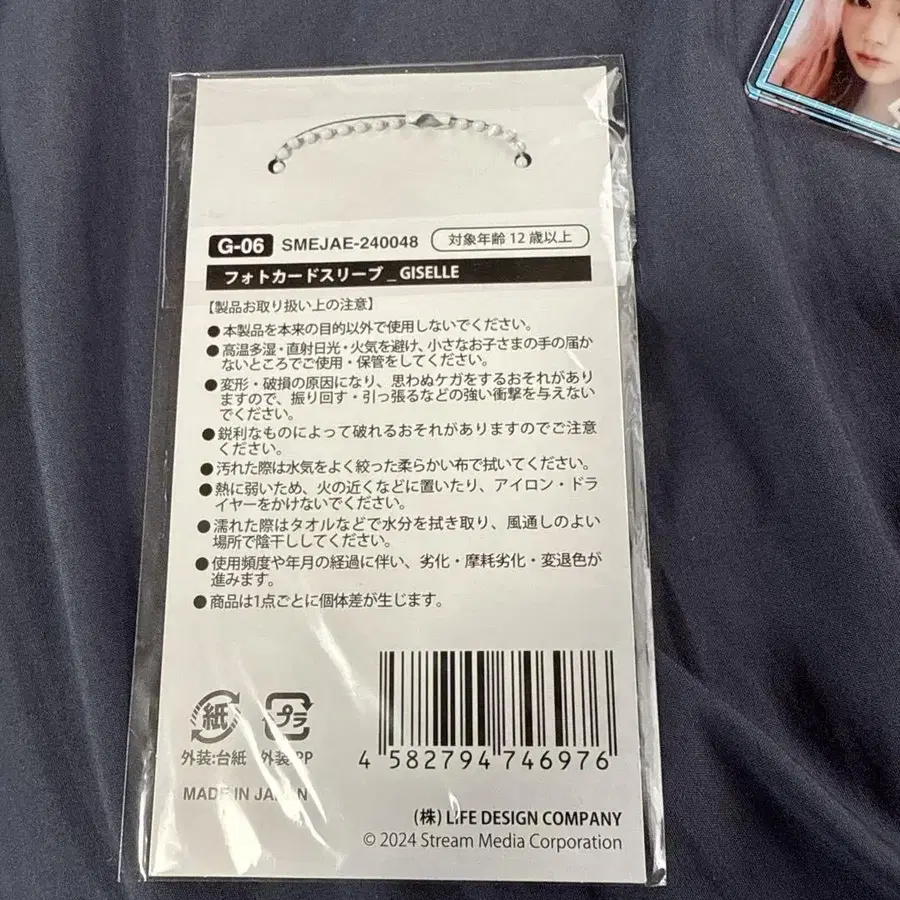 G-06 SMEJAE-240048 対象年齢12歳以上
フォトカードスリーブ_GISELLE
【製品お取り扱い上の注意】
●本製品を本来の目的以外で使用しないでください。
●高温多湿・直射日光・火気を避け、小さなお子さまの手の届か
ないところでご使用・保管をしてください。
●変形・破損の原因になり、思わぬケガをするおそれがあり
ますので、振り回す・引っ張るなどの強い衝撃を与えない
でください。
●鋭利なものによって破れるおそれがありますのでご注意
ください。
●汚れた際は水気をよく絞った柔らかい布で拭いてください。
●熱に弱いため、火の近くなどに置いたり、アイロン・ドラ
イヤーをかけないでください。
●濡れた際はタオルなどで水分を拭き取り、風通しのよい
場所で陰干ししてください。
●使用頻度や年月の経過に伴い、劣化・摩耗劣化・変退色が
進みます。
●商品は1点ごとに個体差が生じます。
紙 プラ
外装:台紙 外装:PP
4 582794 746976
MADE IN JAPAN
(株) LIFE DESIGN COMPANY
© 2024 Stream Media Corporation